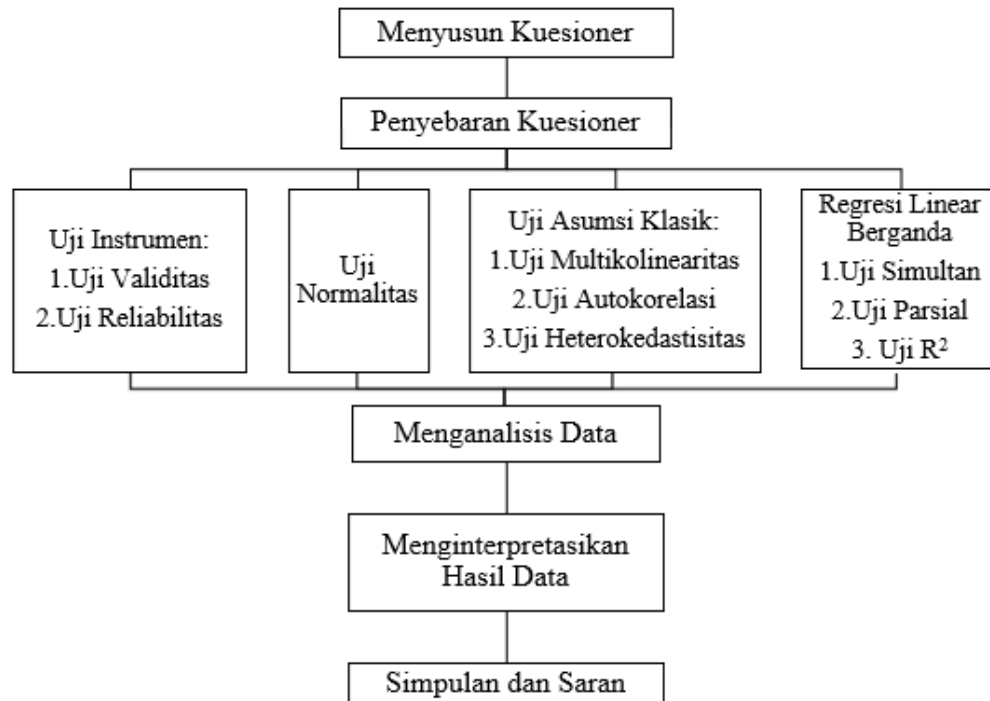 Menyusun Kuesioner
Penyebaran Kuesioner
Uji Instrumen:
1.Uji Validitas
2.Uji Reliabilitas
Uji
Normalitas
Uji Asumsi Klasik:
1.Uji Multikolinearitas
2.Uji Autokorelasi
3.Uji Heterokedastisitas
Regresi Linear
Berganda
1.Uji Simultan
2.Uji Parsial
3. Uji R²
Menganalisis Data
Menginterpretasikan
Hasil Data
Simpulan dan Saran